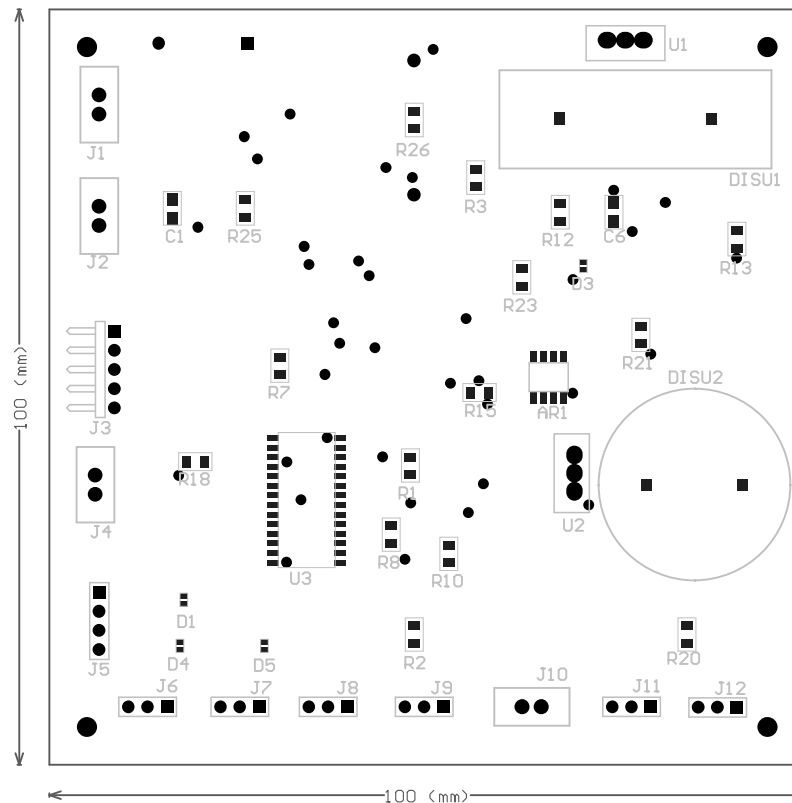 U1
J1
R26
DISU1
R3
C1
R25
R12
C6
R13
J2
R23
D3
R21
100 (mm)
R7
DISU2
J3
R15
AR1
R18
R1
J4
U2
R8
R10
U3
D1
J5
D4
D5
R2
R20
J6
J7
J8
J9
J10
J11
J12
100 (mm)